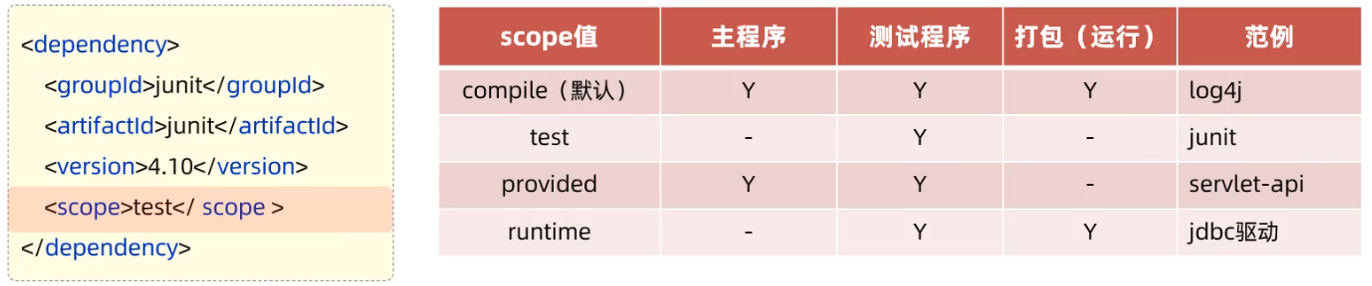 <dependency>
<groupId>junit</groupId>
<artifactId>junit</artifactId>
<version>4.10</version>
<scope>test</ scope >
</dependency>
scope值 主程序 测试程序 打包（运行） 范例
compile（默认） Y Y Y log4j
test - Y - junit
provided Y Y - servlet-api
runtime - Y Y jdbc驱动